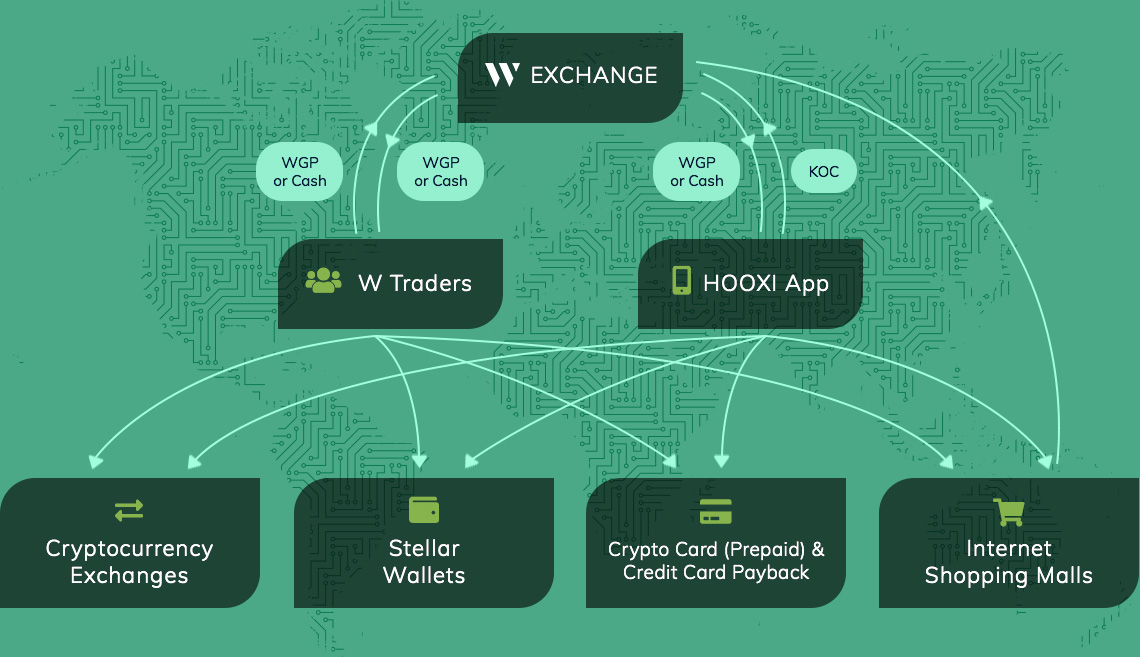 W EXCHANGE
WGP
or Cash
WGP
or Cash
WGP
or Cash
KOC
W Traders
HOOXI App
Cryptocurrency
Exchanges
Stellar
Wallets
Crypto Card (Prepaid) &
Credit Card Payback
Internet
Shopping Malls